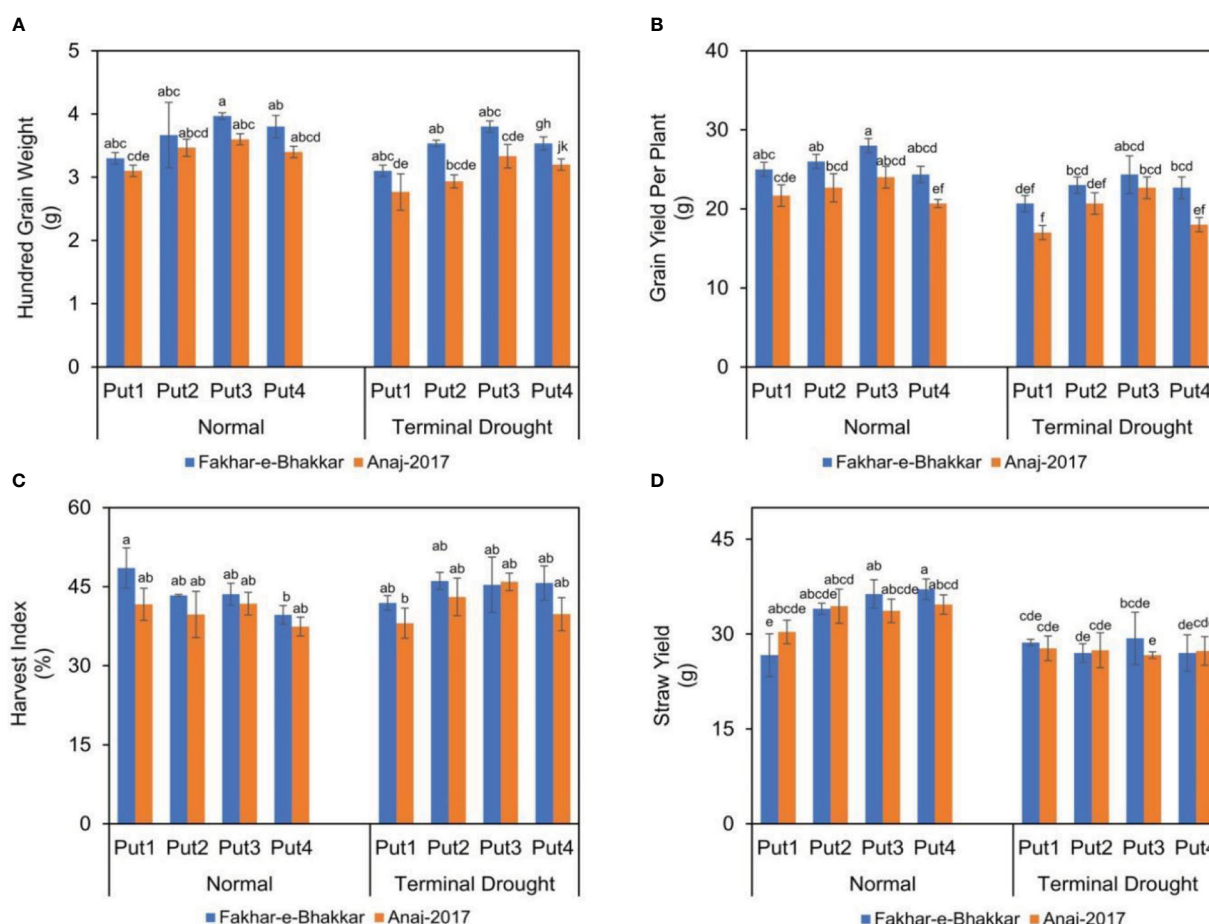 A
Hundred Grain Weight
(g)
5
4
3
2
1
0
abc
cde
abc
abcd
a
abc
ab
abcd
abc
de
ab
bcde
abc
cde
gh
jk
Put1 Put2 Put3 Put4 Put1 Put2 Put3 Put4
Normal Terminal Drought
Fakhar-e-Bhakkar Anaj-2017
B
Grain Yield Per Plant
(g)
40
30
20
10
0
abc
cde
ab
bcd
a
abcd
abcd
ef
def
f
bcd
def
abcd
bcd
bcd
ef
Put1 Put2 Put3 Put4 Put1 Put2 Put3 Put4
Normal Terminal Drought
Fakhar-e-Bhakkar Anaj-2017
C
Harvest Index
(%)
60
45
30
15
0
a
ab
ab
ab
ab
ab
b
ab
ab
b
ab
ab
ab
ab
ab
ab
Put1 Put2 Put3 Put4 Put1 Put2 Put3 Put4
Normal Terminal Drought
Fakhar-e-Bhakkar Anaj-2017
D
Straw Yield
(g)
45
30
15
0
e
abcde
abcde
abcd
ab
abcde
a
abcd
cde
cde
de
cde
bcde
e
de
cde
Put1 Put2 Put3 Put4 Put1 Put2 Put3 Put4
Normal Terminal Drought
Fakhar-e-Bhakkar Anaj-2017